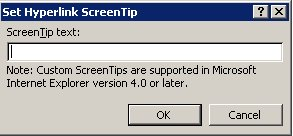 Set Hyperlink ScreenTip
ScreenTip text:
Note: Custom ScreenTips are supported in Microsoft
Internet Explorer version 4.0 or later.
OK Cancel